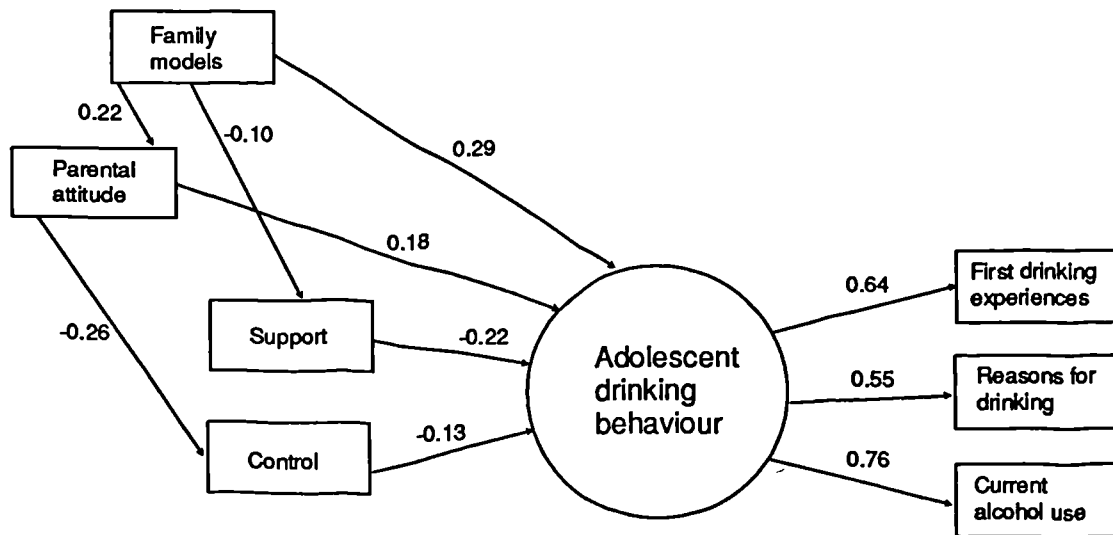 Family
models
0.22
-0.10
0.29
Parental
attitude
0.18
-0.26
Support
-0.22
Control
-0.13
Adolescent
drinking
behaviour
0.64
First drinking
experiences
0.55
Reasons for
drinking
0.76
Current
alcohol use